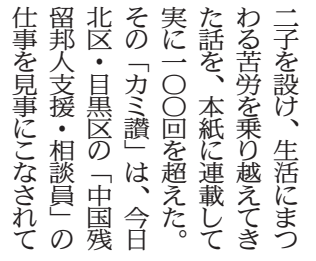 二子を設け、生活にまつ
わる苦労を乗り越えてき
た話を、本紙に連載して
実に一〇〇回を超えた。
その「カミ讃」は、今日
北区・目黒区の「中国残
留邦人支援・相談員」の
仕事を見事にこなされて